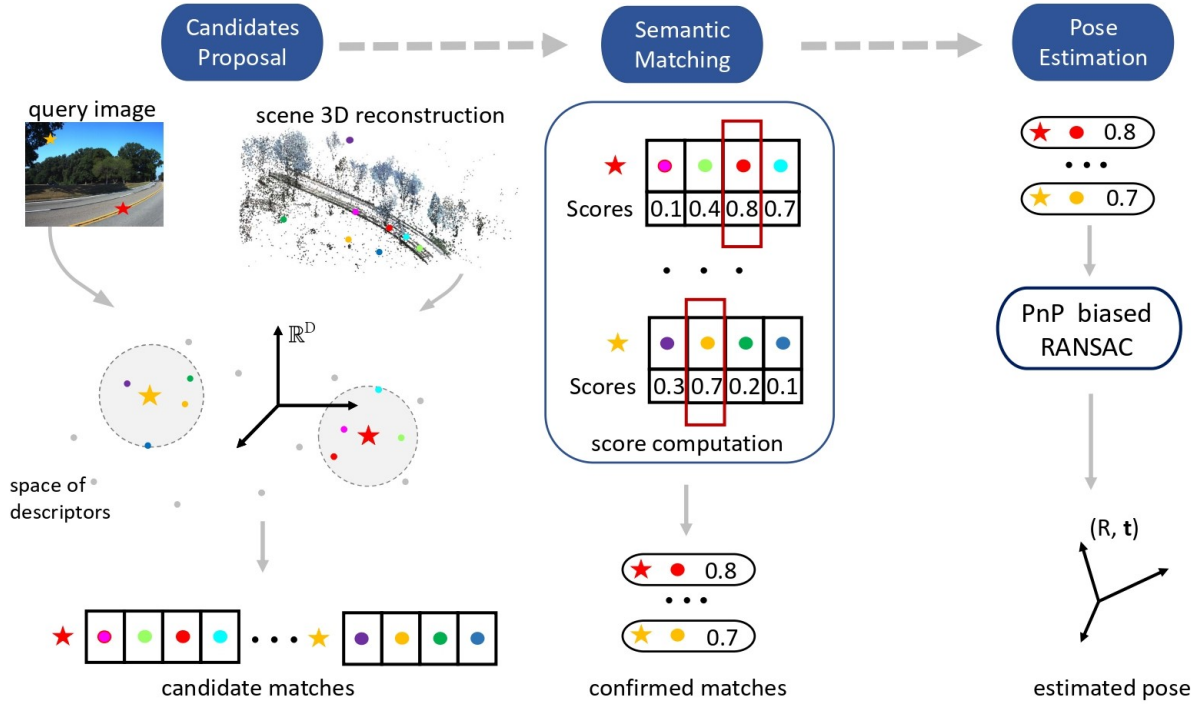 Candidates
Proposal
Semantic
Matching
Pose
Estimation
query image
scene 3D reconstruction
ℝᴰ
space of
descriptors
candidate matches
Scores 0.1 0.4 0.8 0.7
. . .
Scores 0.3 0.7 0.2 0.1
score computation
0.8
...
0.7
confirmed matches
0.8
...
0.7
PnP biased
RANSAC
(R, t)
estimated pose